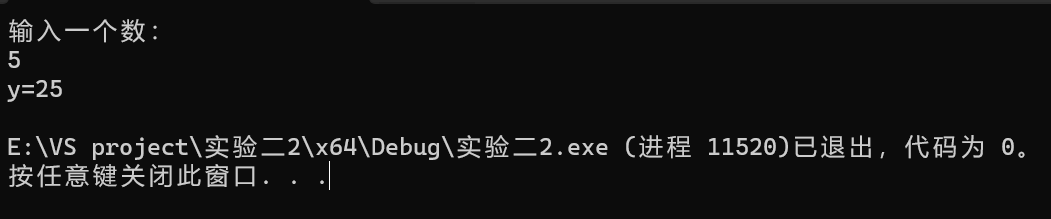 输入一个数：
5
y=25
E:\VS project\实验二2\x64\Debug\实验二2.exe (进程 11520)已退出，代码为 0。
按任意键关闭此窗口. . .